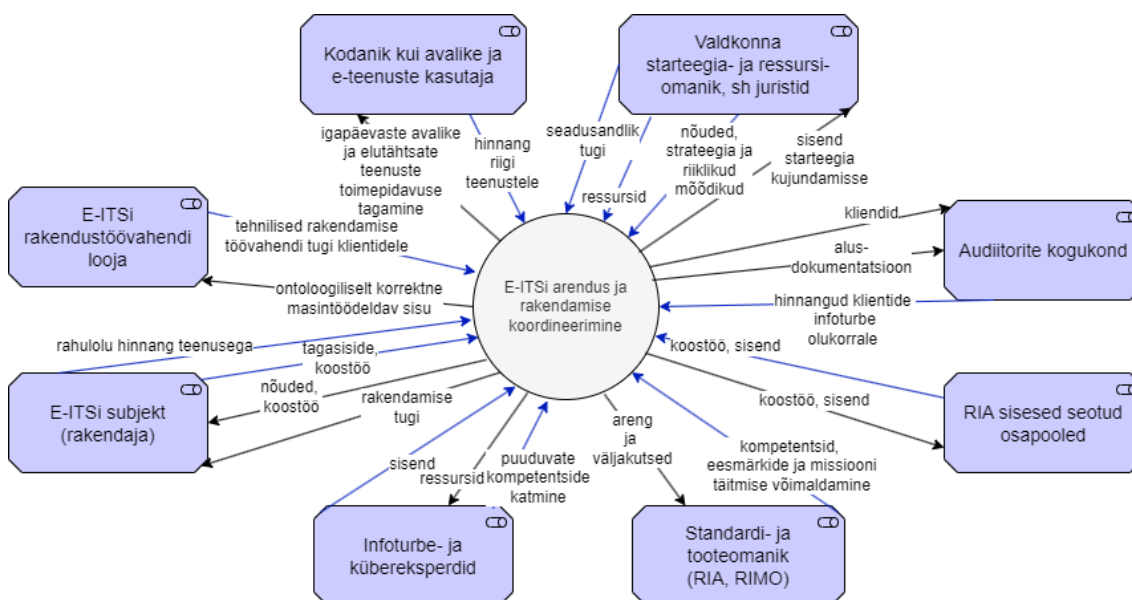 Kodanik kui avalike ja
e-teenuste kasutaja
Valdkonna
starteegia- ja ressursi-
omanik, sh juristid
igapäevaste avalike
ja elutähtsate
teenuste
toimepidavuse
tagamine
hinnang
riigi
teenustele
seadusandlik
tugi
ressursid
nõuded,
strateegia ja
riiklikud
mõõdikud
sisend
starteegia
kujundamisse
E-ITSi
rakendustöövahendi
looja
tehnilised rakendamise
töövahendi tugi klientidele
ontoloogiliselt korrektne
masintöödeldav sisu
E-ITSi arendus ja
rakendamise
koordineerimine
kliendid
alus-
dokumentatsioon
Audiitorite kogukond
hinnangud klientide
infoturbe
olukorrale
rahulolu hinnang teenusega
tagasiside,
koostöö
nõuded,
koostöö
rakendamise
tugi
E-ITSi subjekt
(rakendaja)
koostöö, sisend
koostöö, sisend
RIA sisesed seotud
osapooled
sisend
ressursid
puuduvate
kompetentside
katmine
areng
ja
väljakutsed
kompetentsid,
eesmärkide ja missiooni
täitmise võimaldamine
Infoturbe- ja
kübereksperdid
Standardi- ja
tooteomanik
(RIA, RIMO)